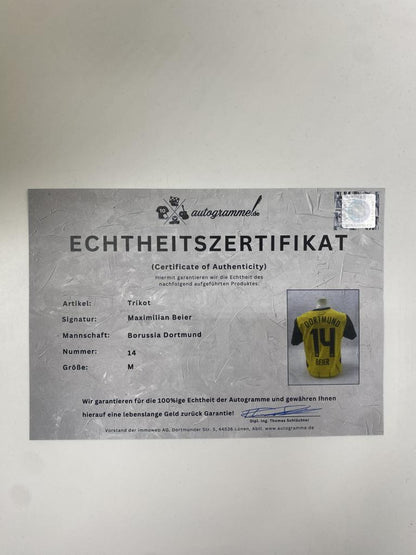 autogramme.de
ECHTHEITSZERTIFIKAT
(Certificate of Authenticity)
Hiermit garantieren wir die Echtheit des
nachfolgend aufgeführten Produktes:
Artikel: Trikot
Signatur: Maximilian Beier
Mannschaft: Borussia Dortmund
Nummer: 14
Größe: M
DORTMUND
14
BEIER
Wir garantieren für die 100%ige Echtheit der Autogramme und gewähren Ihnen
hierauf eine lebenslange Geld zurück Garantie!
Dipl. Ing. Thomas Schlüchter
Vorstand der immoweb AG, Dortmunder Str. 5, 44536 Lünen, Abtl. www.autogramme.de